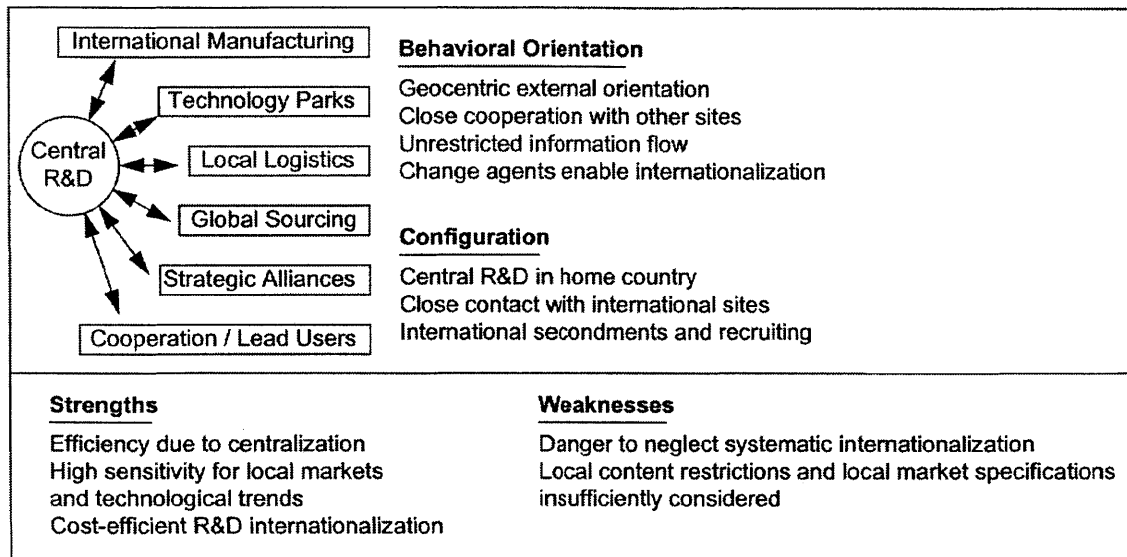 International Manufacturing
Technology Parks
Central
R&D
Local Logistics
Global Sourcing
Strategic Alliances
Cooperation / Lead Users
Behavioral Orientation
Geocentric external orientation
Close cooperation with other sites
Unrestricted information flow
Change agents enable internationalization
Configuration
Central R&D in home country
Close contact with international sites
International secondments and recruiting
Strengths
Efficiency due to centralization
High sensitivity for local markets
and technological trends
Cost-efficient R&D internationalization
Weaknesses
Danger to neglect systematic internationalization
Local content restrictions and local market specifications
insufficiently considered